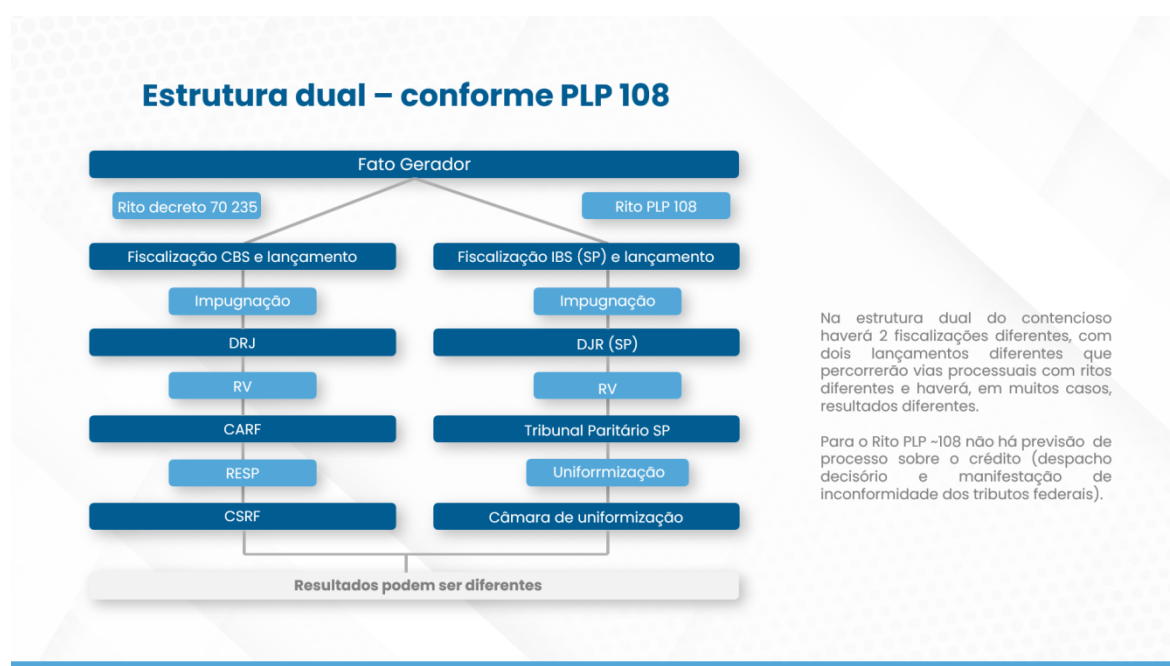 Estrutura dual – conforme PLP 108
Fato Gerador
Rito decreto 70 235
Rito PLP 108
Fiscalização CBS e lançamento
Fiscalização IBS (SP) e lançamento
Impugnação
Impugnação
DRJ
DJR (SP)
RV
RV
CARF
Tribunal Paritário SP
RESP
Uniforrmização
CSRF
Câmara de uniformização
Resultados podem ser diferentes
Na estrutura dual do contencioso
haverá 2 fiscalizações diferentes, com
dois lançamentos diferentes que
percorrerão vias processuais com ritos
diferentes e haverá, em muitos casos,
resultados diferentes.
Para o Rito PLP ~108 não há previsão de
processo sobre o crédito (despacho
decisório e manifestação de
inconformidade dos tributos federais).